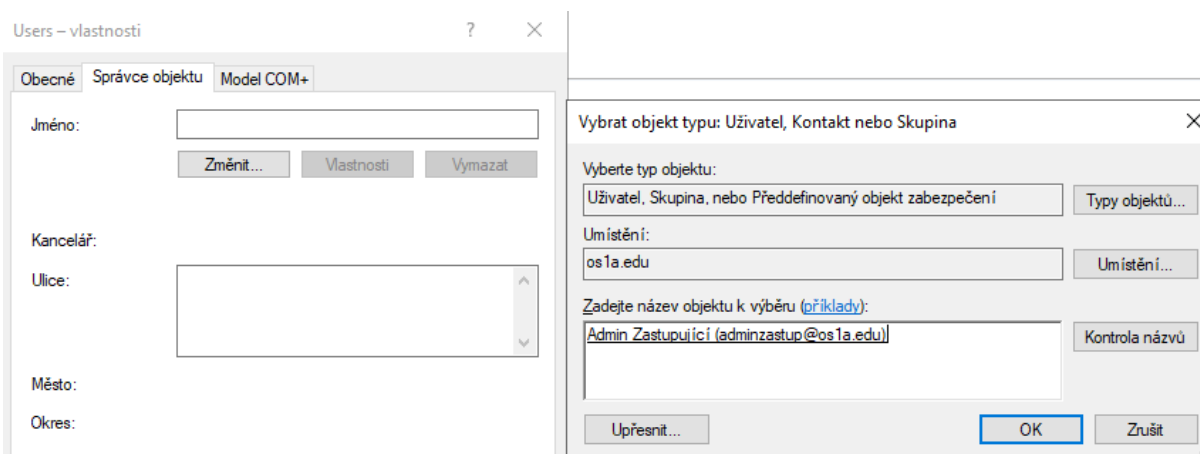 Users – vlastnosti
?
Obecné
Správce objektu
Model COM+
Jméno:
Změnit...
Vlastnosti
Vymazat
Kancelář:
Ulice:
Město:
Okres:
Vybrat objekt typu: Uživatel, Kontakt nebo Skupina
Vyberte typ objektu:
Uživatel, Skupina, nebo Předdefinovaný objekt zabezpečení
Typy objektů...
Umístění:
os1a.edu
Umístění...
Zadejte název objektu k výběru (příklady):
Admin Zastupující (adminzastup@os1a.edu)
Kontrola názvů
Upřesnit...
OK
Zrušit